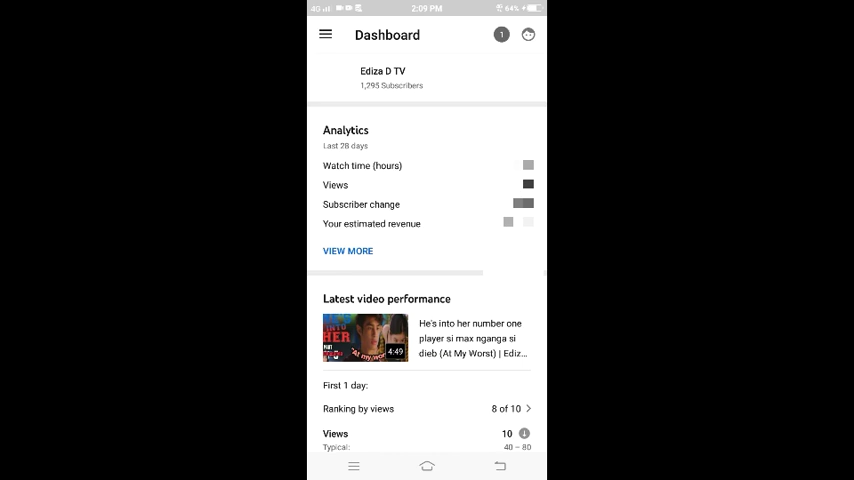 4G 2:09 PM 64%
Dashboard 1
Ediza D TV
1,295 Subscribers
Analytics
Last 28 days
Watch time (hours)
Views
Subscriber change
Your estimated revenue
VIEW MORE
Latest video performance
INTO
HER
4:49
He's into her number one
player si max nganga si
dieb (At My Worst) | Ediz...
First 1 day:
Ranking by views 8 of 10
Views 10
Typical: 40 – 80